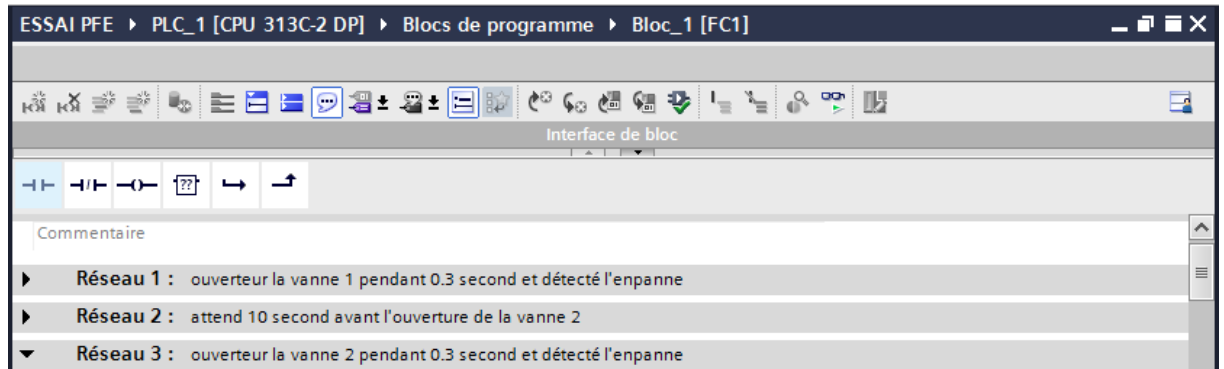 ESSAI PFE ▸ PLC_1 [CPU 313C-2 DP] ▸ Blocs de programme ▸ Bloc_1 [FC1]
Interface de bloc
??
Commentaire
Réseau 1 : ouverteur la vanne 1 pendant 0.3 second et détecté l'enpanne
Réseau 2 : attend 10 second avant l'ouverture de la vanne 2
Réseau 3 : ouverteur la vanne 2 pendant 0.3 second et détecté l'enpanne